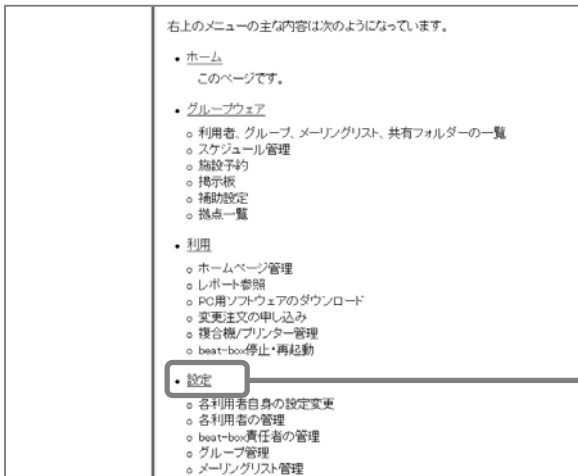 右上のメニューの主な内容は次のようになっています。
• ホーム
このページです。
• グループウェア
o 利用者、グループ、メーリングリスト、共有フォルダーの一覧
o スケジュール管理
o 施設予約
o 掲示板
o 補助設定
o 拠点一覧
• 利用
o ホームページ管理
o レポート参照
o PC用ソフトウェアのダウンロード
o 変更注文の申し込み
o 複合機/プリンター管理
o beat-box停止・再起動
• 設定
o 各利用者自身の設定変更
o 各利用者の管理
o beat-box責任者の管理
o グループ管理
o メーリングリスト管理